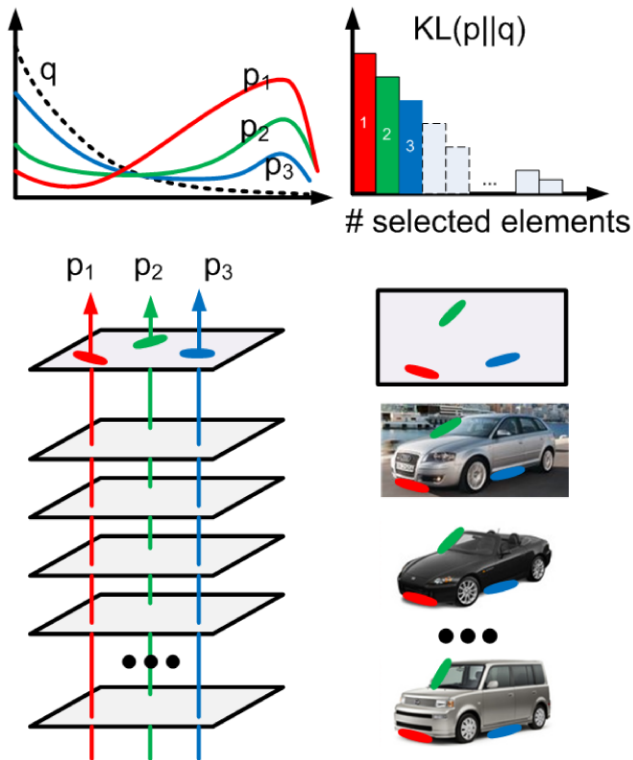 q
p1
p2
p3
KL(p||q)
1
2
3
...
# selected elements
p1 p2 p3